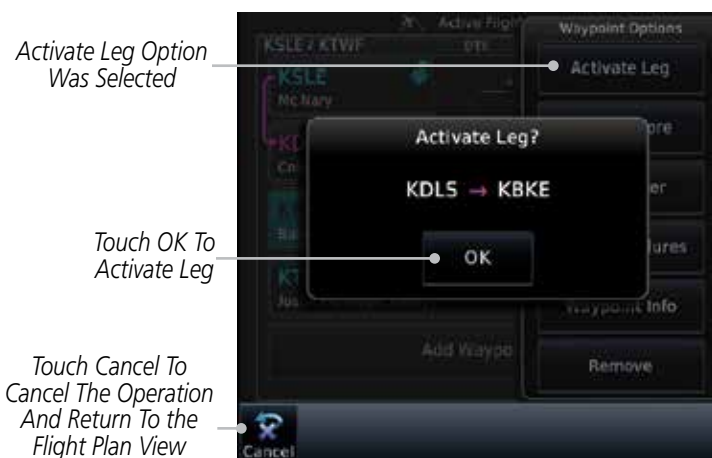 Activate Leg Option
Was Selected
Touch OK To
Activate Leg
Touch Cancel To
Cancel The Operation
And Return To the
Flight Plan View
Active Fligh
KSLE / KTWF
DTK
KSLE
Mc Nary
Waypoint Options
Activate Leg
Activate Leg?
KDLS → KBKE
OK
Waypoint Info
Add Waypo
Remove
Cancel